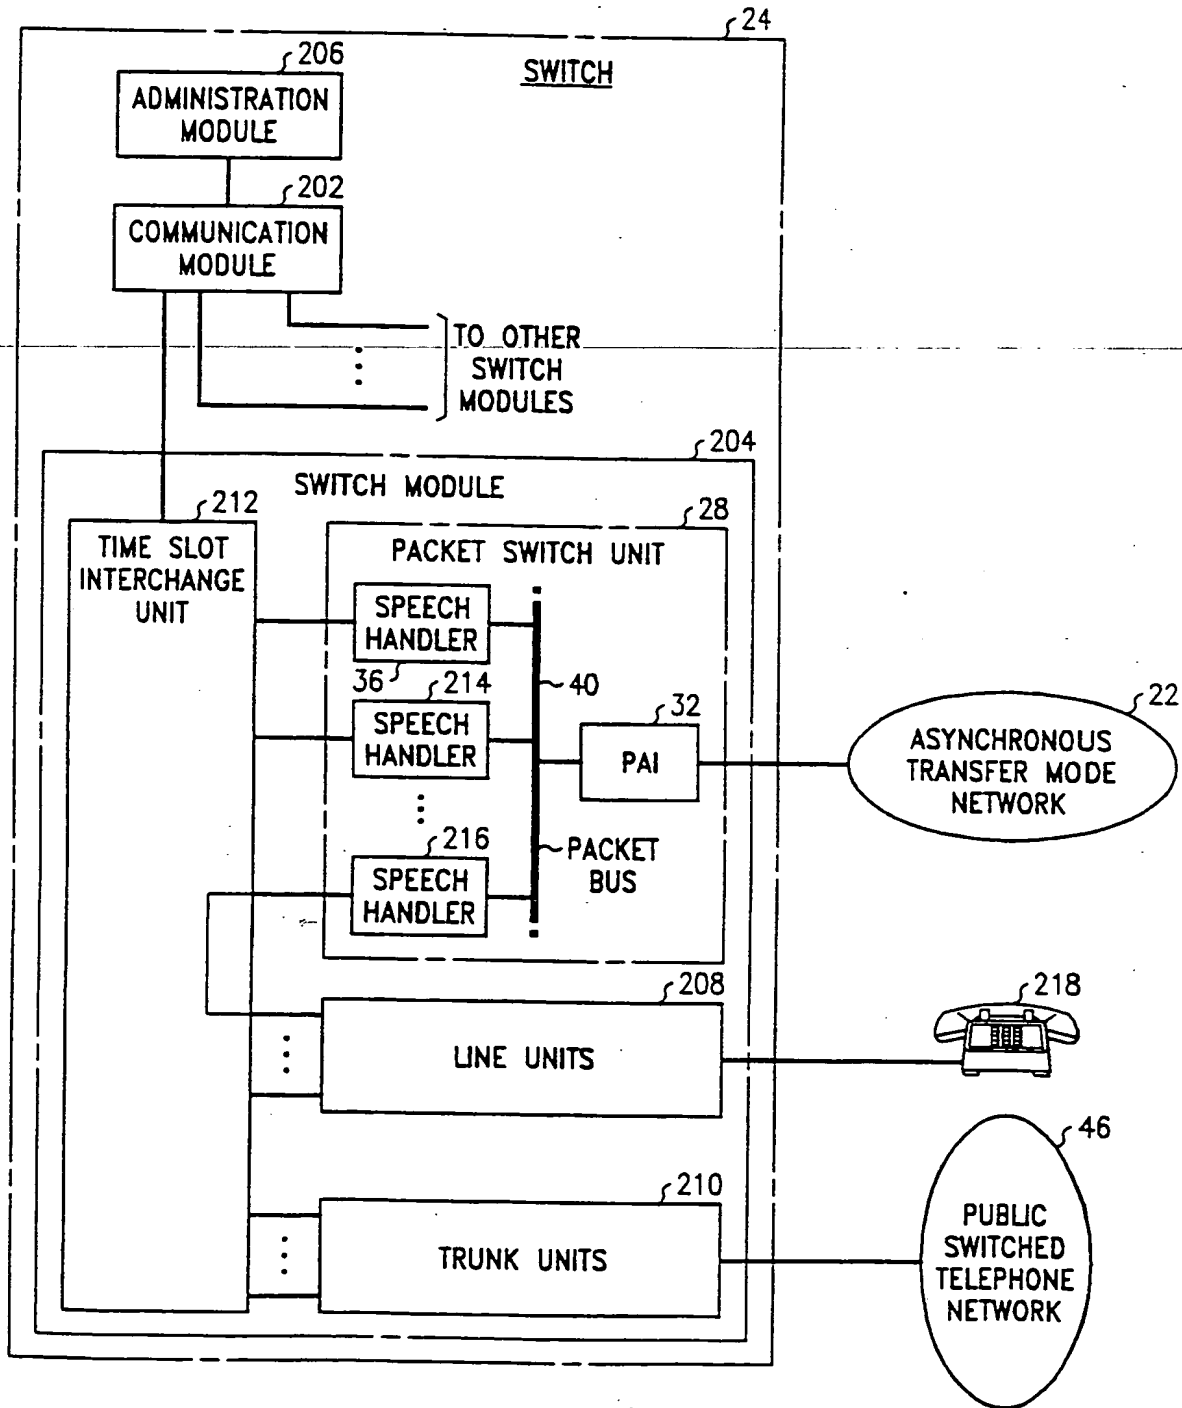 24
SWITCH
206
ADMINISTRATION
MODULE
202
COMMUNICATION
MODULE
TO OTHER
SWITCH
MODULES
204
SWITCH MODULE
212
TIME SLOT
INTERCHANGE
UNIT
28
PACKET SWITCH UNIT
SPEECH
HANDLER
36
214
SPEECH
HANDLER
216
SPEECH
HANDLER
40
32
PAI
PACKET
BUS
22
ASYNCHRONOUS
TRANSFER MODE
NETWORK
208
LINE UNITS
218
210
TRUNK UNITS
46
PUBLIC
SWITCHED
TELEPHONE
NETWORK